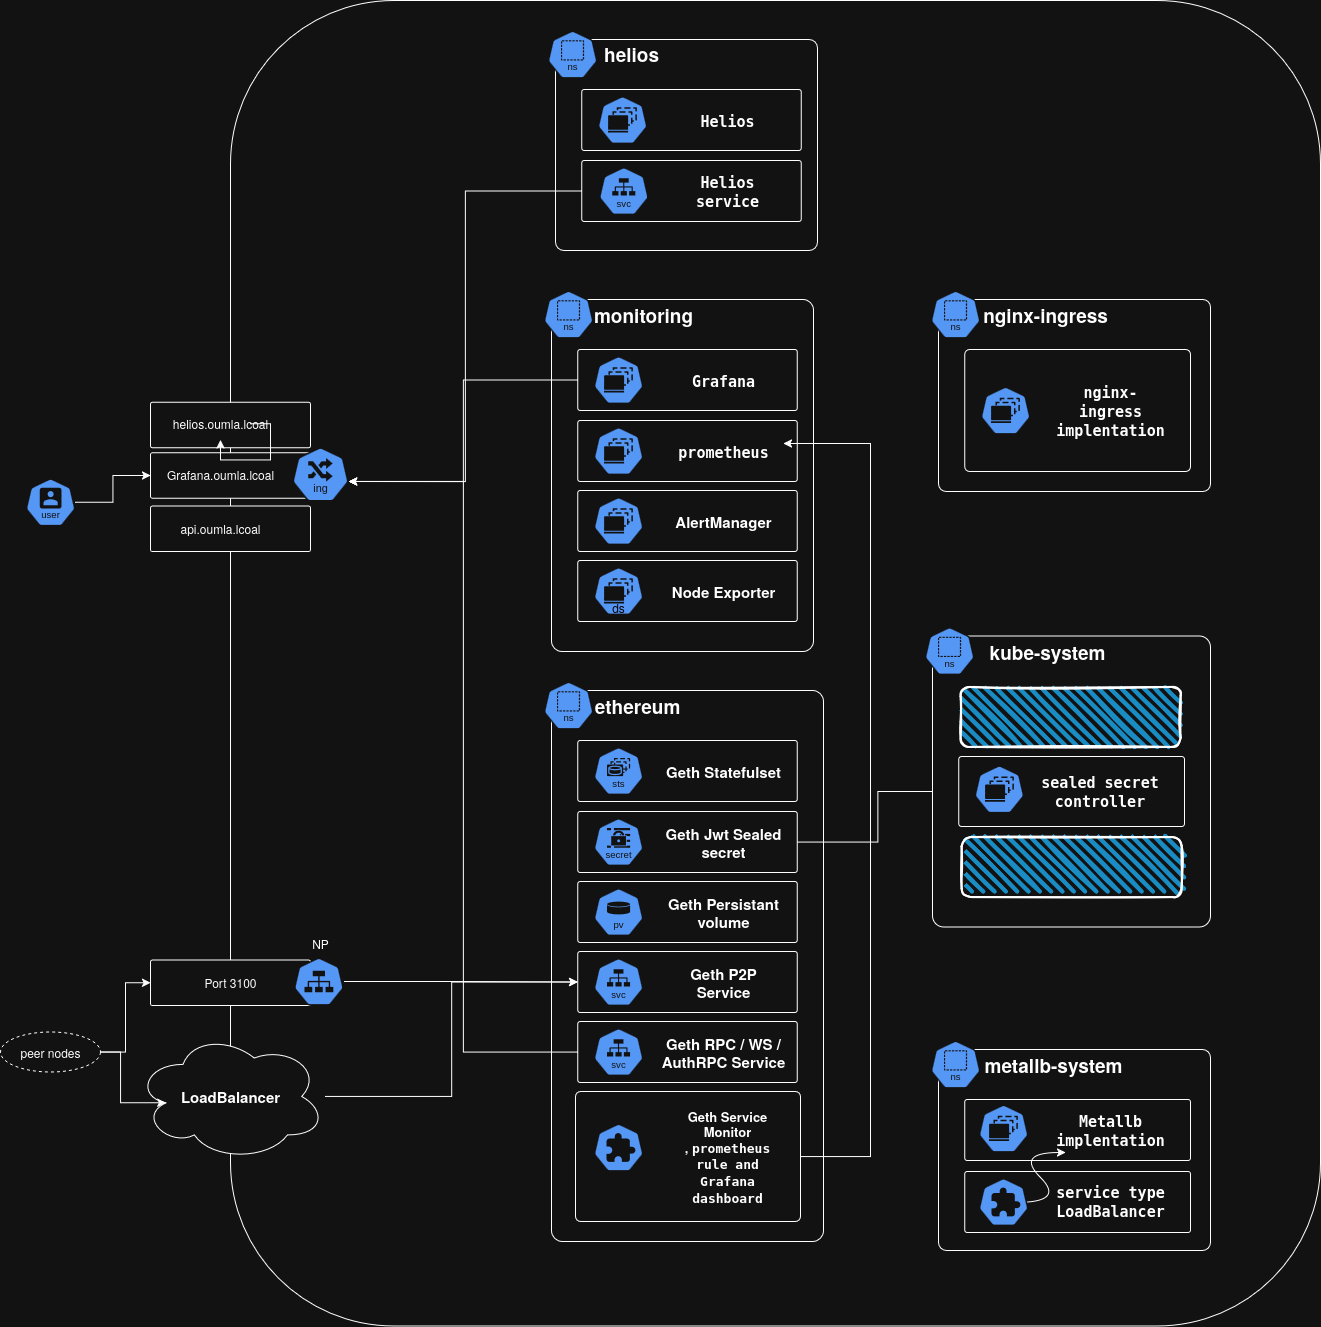 helios
ns
Helios
Helios
service
svc
monitoring
ns
Grafana
prometheus
AlertManager
Node Exporter
ds
nginx-ingress
ns
nginx-
ingress
implentation
helios.oumla.lcoal
Grafana.oumla.lcoal
ing
api.oumla.lcoal
user
kube-system
ns
sealed secret
controller
ethereum
ns
Geth Statefulset
sts
Geth Jwt Sealed
secret
secret
Geth Persistant
volume
pv
Geth P2P
Service
svc
Geth RPC / WS /
AuthRPC Service
svc
Geth Service
Monitor
, prometheus
rule and
Grafana
dashboard
NP
Port 3100
peer nodes
LoadBalancer
metallb-system
ns
Metallb
implentation
service type
LoadBalancer